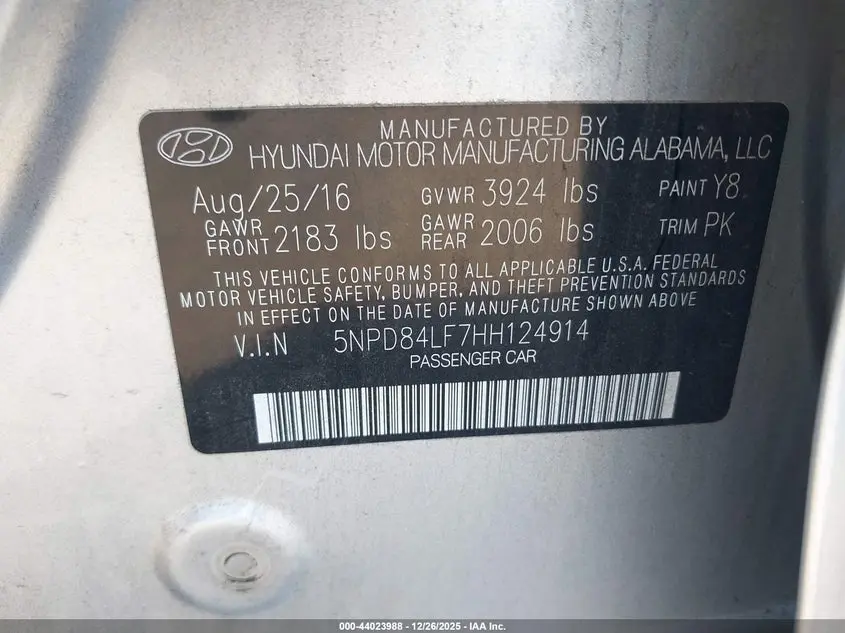 MANUFACTURED BY
HYUNDAI MOTOR MANUFACTURING ALABAMA, LLC
Aug/25/16 GVWR 3924 lbs PAINT Y8
GAWR FRONT 2183 lbs GAWR REAR 2006 lbs TRIM PK
THIS VEHICLE CONFORMS TO ALL APPLICABLE U.S.A. FEDERAL
MOTOR VEHICLE SAFETY, BUMPER, AND THEFT PREVENTION STANDARDS
IN EFFECT ON THE DATE OF MANUFACTURE SHOWN ABOVE
V.I.N 5NPD84LF7HH124914
PASSENGER CAR
000-44023988 - 12/26/2025 - IAA Inc.